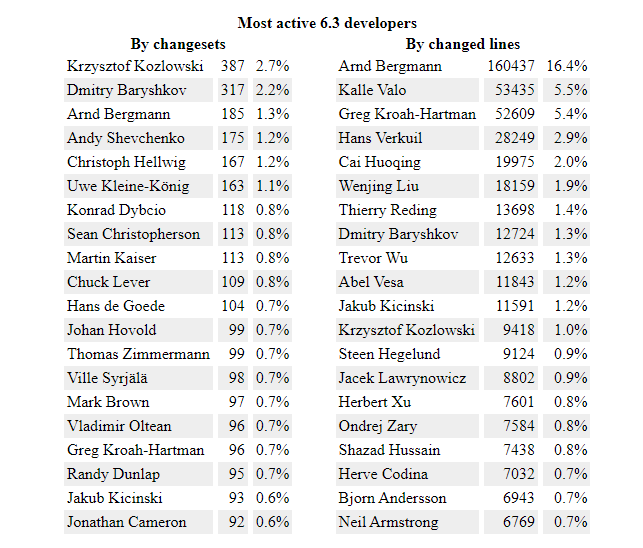 Most active 6.3 developers
By changesets By changed lines
Krzysztof Kozlowski 387 2.7% Arnd Bergmann 160437 16.4%
Dmitry Baryshkov 317 2.2% Kalle Valo 53435 5.5%
Arnd Bergmann 185 1.3% Greg Kroah-Hartman 52609 5.4%
Andy Shevchenko 175 1.2% Hans Verkuil 28249 2.9%
Christoph Hellwig 167 1.2% Cai Huoqing 19975 2.0%
Uwe Kleine-König 163 1.1% Wenjing Liu 18159 1.9%
Konrad Dybcio 118 0.8% Thierry Reding 13698 1.4%
Sean Christopherson 113 0.8% Dmitry Baryshkov 12724 1.3%
Martin Kaiser 113 0.8% Trevor Wu 12633 1.3%
Chuck Lever 109 0.8% Abel Vesa 11843 1.2%
Hans de Goede 104 0.7% Jakub Kicinski 11591 1.2%
Johan Hovold 99 0.7% Krzysztof Kozlowski 9418 1.0%
Thomas Zimmermann 99 0.7% Steen Hegelund 9124 0.9%
Ville Syrjälä 98 0.7% Jacek Lawrynowicz 8802 0.9%
Mark Brown 97 0.7% Herbert Xu 7601 0.8%
Vladimir Oltean 96 0.7% Ondrej Zary 7584 0.8%
Greg Kroah-Hartman 96 0.7% Shazad Hussain 7438 0.8%
Randy Dunlap 95 0.7% Herve Codina 7032 0.7%
Jakub Kicinski 93 0.6% Bjorn Andersson 6943 0.7%
Jonathan Cameron 92 0.6% Neil Armstrong 6769 0.7%